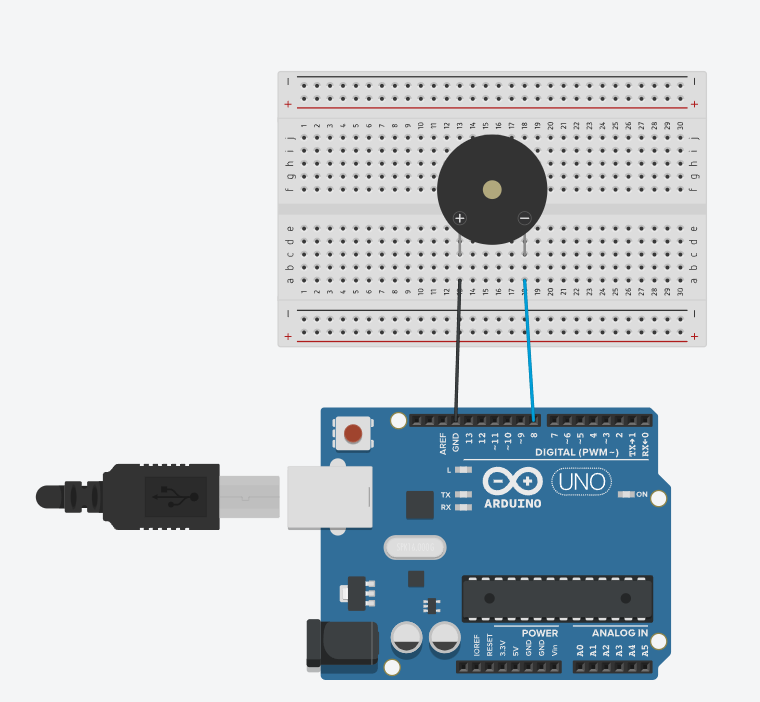 − −
+ +
1 2 3 4 5 6 7 8 9 10 11 12 13 14 15 16 17 18 19 20 21 22 23 24 25 26 27 28 29 30
j j
i i
h h
g g
f f
+ −
e e
d d
c c
b b
a a
1 2 3 4 5 6 7 8 9 10 11 12 14 15 16 17 19 20 21 22 23 24 25 26 27 28 29 30
− −
+ +
AREF GND 13 12 ~11 ~10 ~9 8 7 ~6 ~5 4 ~3 2 TX→1 RX←0
DIGITAL (PWM~)
L
UNO
TX
RX
ON
ARDUINO
POWER ANALOG IN
IOREF RESET 3.3V 5V GND GND Vin A0 A1 A2 A3 A4 A5